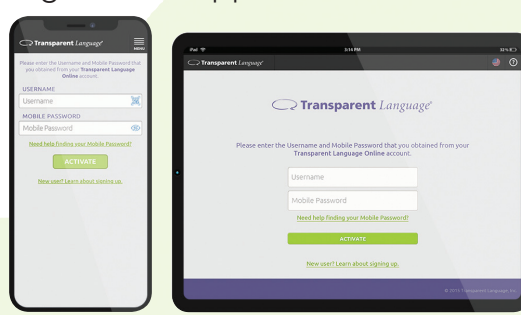 Transparent Language
MENU
Please enter the Username and Mobile Password that
you obtained from your Transparent Language
Online account.
USERNAME
Username
MOBILE PASSWORD
Mobile Password
Need help finding your Mobile Password?
ACTIVATE
New user? Learn about signing up.
iPad
3:14 PM
Transparent Language
Transparent Language
Please enter the Username and Mobile Password that you obtained from your
Transparent Language Online account.
Username
Mobile Password
Need help finding your Mobile Password?
ACTIVATE
New user? Learn about signing up.
Transparent Language, Inc.